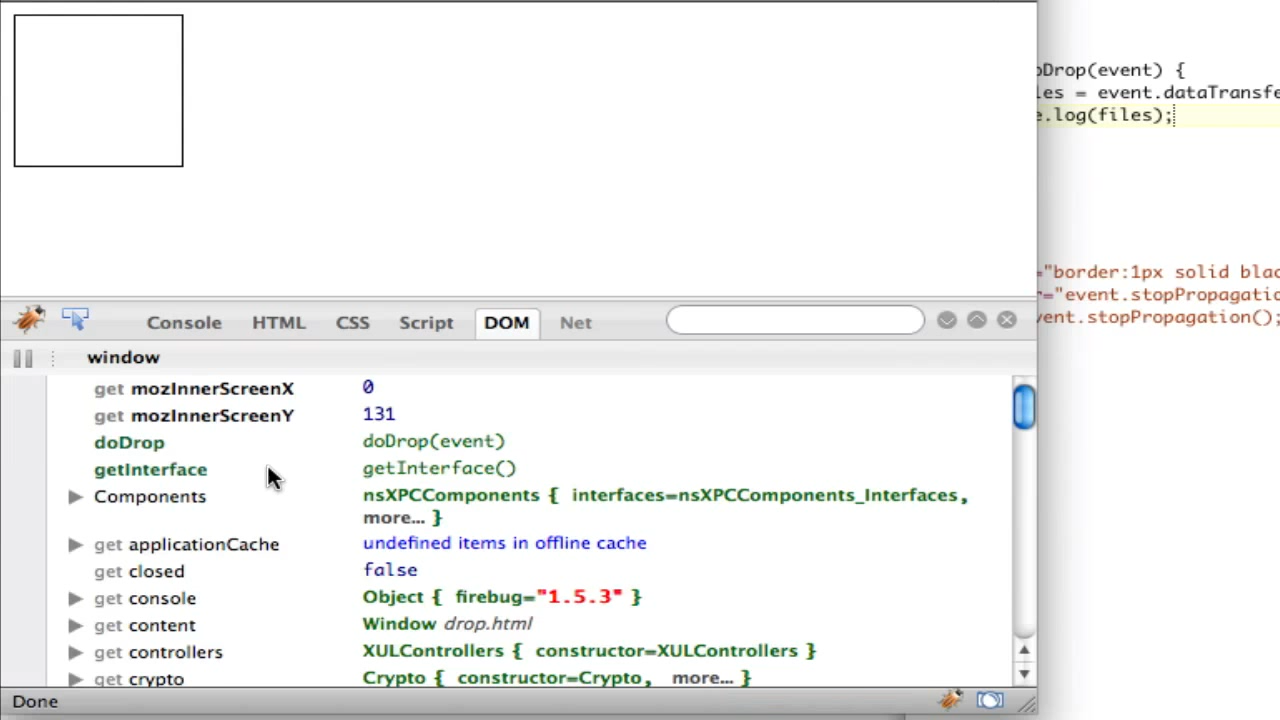 oDrop(event) {
les = event.dataTransfe
e.log(files);
="border:1px solid blac
r="event.stopPropagatio
vent.stopPropagation();
Console HTML CSS Script DOM Net
window
get mozInnerScreenX 0
get mozInnerScreenY 131
doDrop doDrop(event)
getInterface getInterface()
Components nsXPCComponents { interfaces=nsXPCComponents_Interfaces,
more... }
get applicationCache undefined items in offline cache
get closed false
get console Object { firebug="1.5.3" }
get content Window drop.html
get controllers XULControllers { constructor=XULControllers }
get crypto Crypto { constructor=Crypto, more... }
Done